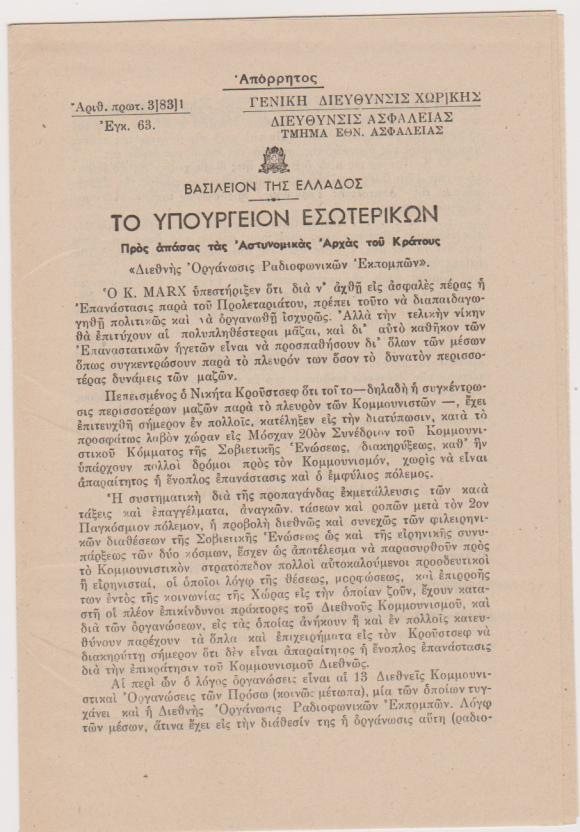 Ἀπόρρητος
Ἀριθ. πρωτ. 3]83]1
Ἐγκ. 63.
ΓΕΝΙΚΗ ΔΙΕΥΘΥΝΣΙΣ ΧΩΡ]ΚΗΣ
ΔΙΕΥΘΥΝΣΙΣ ΑΣΦΑΛΕΙΑΣ
ΤΜΗΜΑ ΕΘΝ. ΑΣΦΑΛΕΙΑΣ
ΒΑΣΙΛΕΙΟΝ ΤΗΣ ΕΛΛΑΔΟΣ
ΤΟ ΥΠΟΥΡΓΕΙΟΝ ΕΣΩΤΕΡΙΚΩΝ
Πρὸς ἁπάσας τὰς Ἀστυνομικὰς Ἀρχὰς τοῦ Κράτους
«Διεθνὴς Ὀργάνωσις Ραδιοφωνικῶν Ἐκπομπῶν».
Ὁ Κ. MARX ὑπεστήριξεν ὅτι διὰ ν' ἀχθῇ εἰς ἀσφαλὲς πέρας ἡ
Ἐπανάστασις παρὰ τοῦ Προλεταριάτου, πρέπει τοῦτο νὰ διαπαιδαγω-
γηθῇ πολιτικῶς καὶ νὰ ὀργανωθῇ ἰσχυρῶς. Ἀλλὰ τὴν τελικὴν νίκην
θὰ ἐπιτύχουν αἱ πολυπληθέστεραι μᾶζαι, καὶ δι' αὐτὸ καθῆκον τῶν
Ἐπαναστατικῶν ἡγετῶν εἶναι νὰ προσπαθήσουν δι' ὅλων τῶν μέσων
ὅπως συγκεντρώσουν παρὰ τὸ πλευρόν των ὅσον τὸ δυνατὸν περισσο-
τέρας δυνάμεις τῶν μαζῶν.
Πεπεισμένος ὁ Νικήτα Κροῦστσεφ ὅτι τοῦτο—δηλαδὴ ἡ συγκέντρω-
σις περισσοτέρων μαζῶν παρὰ τὸ πλευρὸν τῶν Κομμουνιστῶν —, ἔχει
ἐπιτευχθῆ σήμερον ἐν πολλοῖς, κατέληξεν εἰς τὴν διατύπωσιν, κατὰ τὸ
προσφάτως λαβὸν χώραν εἰς Μόσχαν 20ὸν Συνέδριον τοῦ Κομμουνι-
στικοῦ Κόμματος τῆς Σοβιετικῆς Ἑνώσεως, διακηρύξεως, καθ' ἣν
ὑπάρχουν πολλοὶ δρόμοι πρὸς τὸν Κομμουνισμόν, χωρὶς νὰ εἶναι
ἀπαραίτητος ἡ ἔνοπλος ἐπανάστασις καὶ ὁ ἐμφύλιος πόλεμος.
Ἡ συστηματικὴ διὰ τῆς προπαγάνδας ἐκμετάλλευσις τῶν κατὰ
τάξεις καὶ ἐπαγγέλματα, ἀναγκῶν. τάσεων καὶ ροπῶν μετὰ τὸν 2ον
Παγκόσμιον πόλεμον, ἡ προβολὴ διεθνῶς καὶ συνεχῶς τῶν φιλειρηνι-
κῶν διαθέσεων τῆς Σοβιετικῆς Ἑνώσεως ὡς καὶ τῆς εἰρηνικῆς συνυ-
πάρξεως τῶν δύο κόσμων, ἔσχεν ὡς ἀποτέλεσμα νὰ παρασυρθοῦν πρὸς
τὸ Κομμουνιστικὸν στρατόπεδον πολλοὶ αὐτοκαλούμενοι προοδευτικοὶ
ἢ εἰρηνισταί, οἱ ὁποῖοι λόγῳ τῆς θέσεως, μορφώσεως, καὶ ἐπιρροῆς
των ἐντὸς τῆς κοινωνίας τῆς Χώρας εἰς τὴν ὁποίαν ζοῦν, ἔχουν κατα-
στῆ οἱ πλέον ἐπικίνδυνοι πράκτορες τοῦ Διεθνοῦς Κομμουνισμοῦ, καὶ
διὰ τῶν ὀργανώσεων, εἰς τὰς ὁποίας ἀνήκουν ἢ καὶ ἐν πολλοῖς κατευ-
θύνουν παρέχουν τὰ ὅπλα καὶ ἐπιχειρήματα εἰς τὸν Κροῦστσεφ νὰ
διακηρύττῃ σήμερον ὅτι δὲν εἶναι ἀπαραίτητος ἡ ἔνοπλος ἐπανάστασις
διὰ τὴν ἐπικράτησιν τοῦ Κομμουνισμοῦ Διεθνῶς.
Αἱ περὶ ὧν ὁ λόγος ὀργανώσεις εἶναι αἱ 13 Διεθνεῖς Κομμουνι-
στικαὶ Ὀργανώσεις τῶν Πρόσω (κοινῶς μέτωπα), μία τῶν ὁποίων τυγ-
χάνει καὶ ἡ Διεθνὴς Ὀργάνωσις Ραδιοφωνικῶν Ἐκπομπῶν. Λόγῳ
τῶν μέσων, ἅτινα ἔχει εἰς τὴν διάθεσίν της ἡ ὀργάνωσις αὕτη (ραδιο-